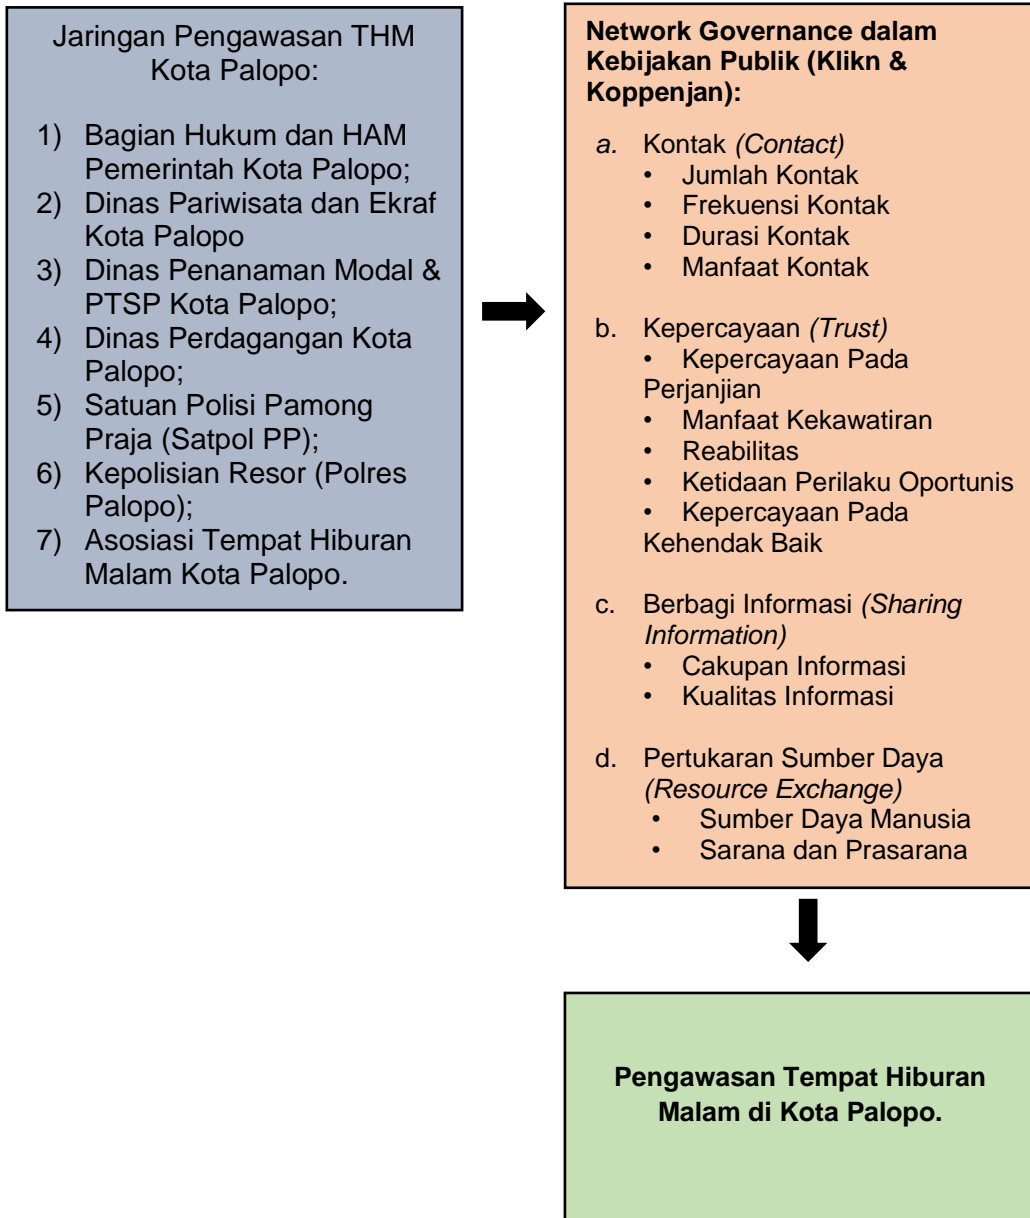 Jaringan Pengawasan THM
Kota Palopo:
1) Bagian Hukum dan HAM
Pemerintah Kota Palopo;
2) Dinas Pariwisata dan Ekraf
Kota Palopo
3) Dinas Penanaman Modal &
PTSP Kota Palopo;
4) Dinas Perdagangan Kota
Palopo;
5) Satuan Polisi Pamong
Praja (Satpol PP);
6) Kepolisian Resor (Polres
Palopo);
7) Asosiasi Tempat Hiburan
Malam Kota Palopo.
Network Governance dalam
Kebijakan Publik (Klikn &
Koppenjan):
a. Kontak (Contact)
• Jumlah Kontak
• Frekuensi Kontak
• Durasi Kontak
• Manfaat Kontak
b. Kepercayaan (Trust)
• Kepercayaan Pada
Perjanjian
• Manfaat Kekawatiran
• Reabilitas
• Ketidaan Perilaku Oportunis
• Kepercayaan Pada
Kehendak Baik
c. Berbagi Informasi (Sharing
Information)
• Cakupan Informasi
• Kualitas Informasi
d. Pertukaran Sumber Daya
(Resource Exchange)
• Sumber Daya Manusia
• Sarana dan Prasarana
Pengawasan Tempat Hiburan
Malam di Kota Palopo.